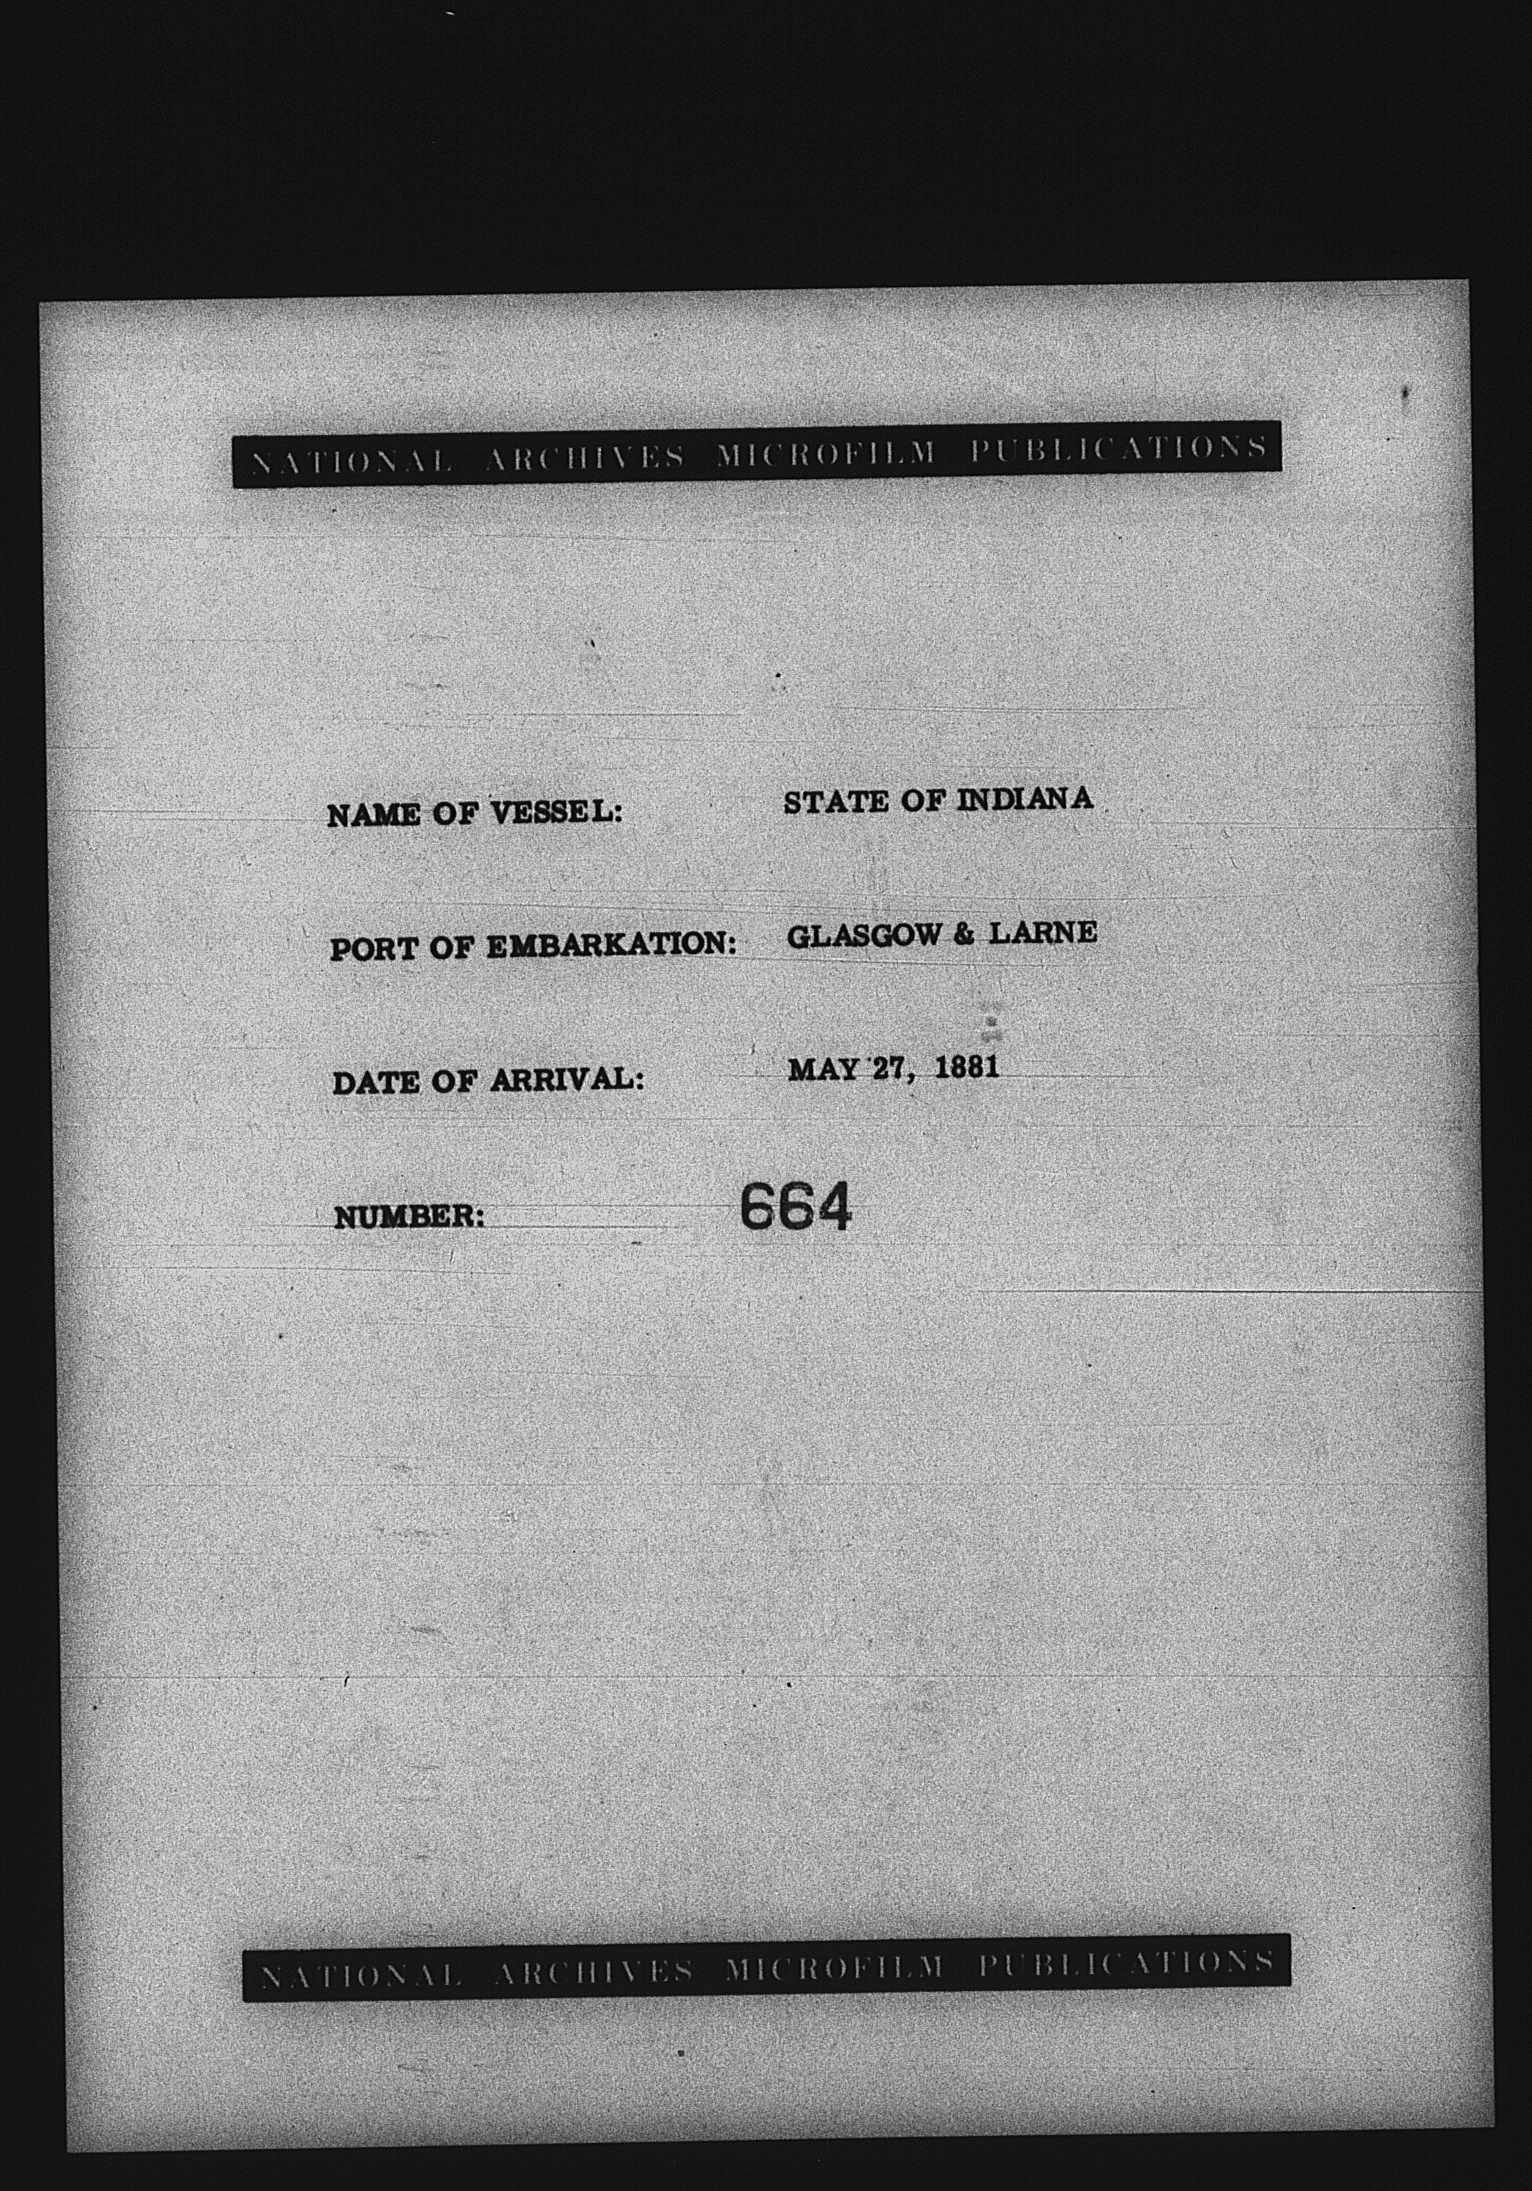 NATIONAL ARCHIVES MICROFILM PUBLICATIONS
NAME OF VESSEL: STATE OF INDIANA
PORT OF EMBARKATION: GLASGOW & LARNE
DATE OF ARRIVAL: MAY 27, 1881
NUMBER: 664
NATIONAL ARCHIVES MICROFILM PUBLICATIONS